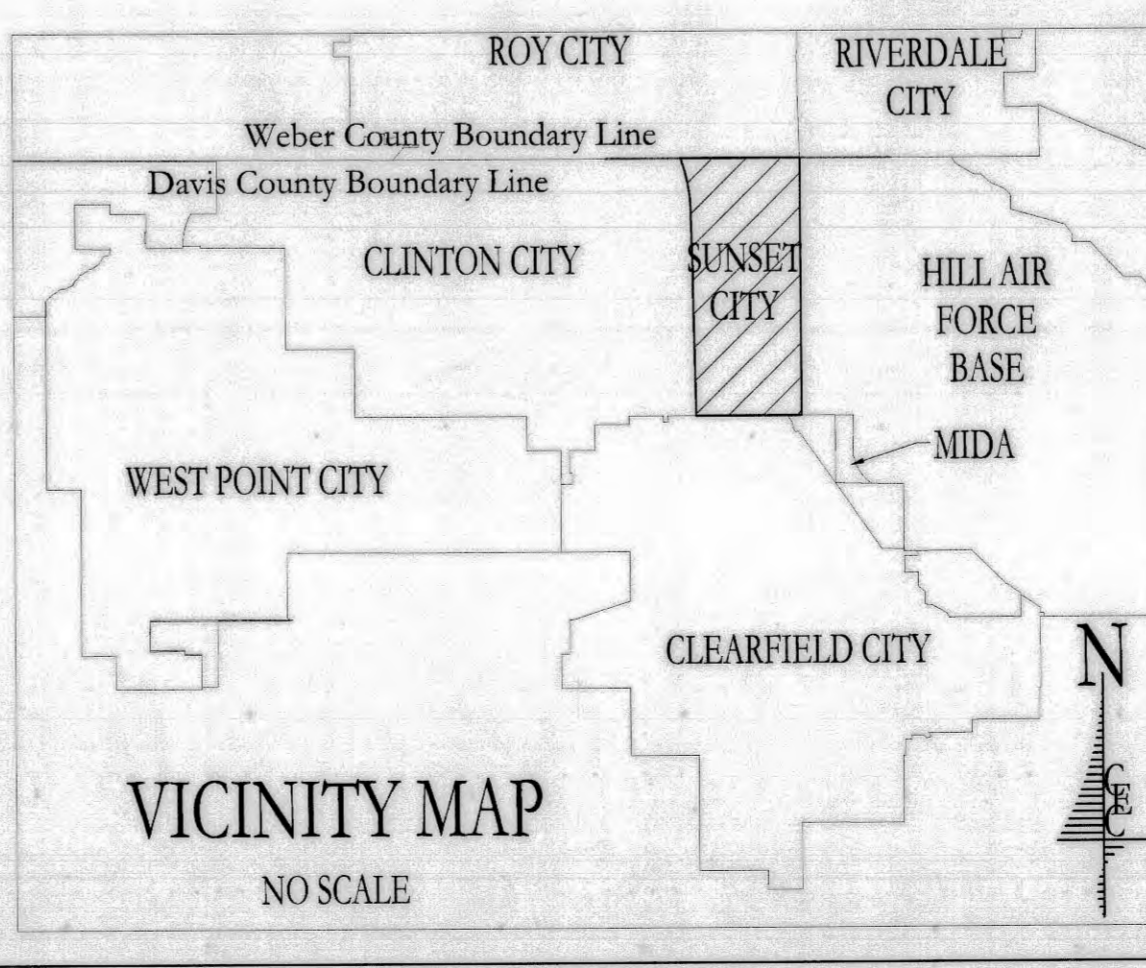 ROY CITY
RIVERDALE
CITY
Weber County Boundary Line
Davis County Boundary Line
CLINTON CITY
SUNSET
CITY
HILL AIR
FORCE
BASE
MIDA
WEST POINT CITY
CLEARFIELD CITY
N
VICINITY MAP
NO SCALE
CEC